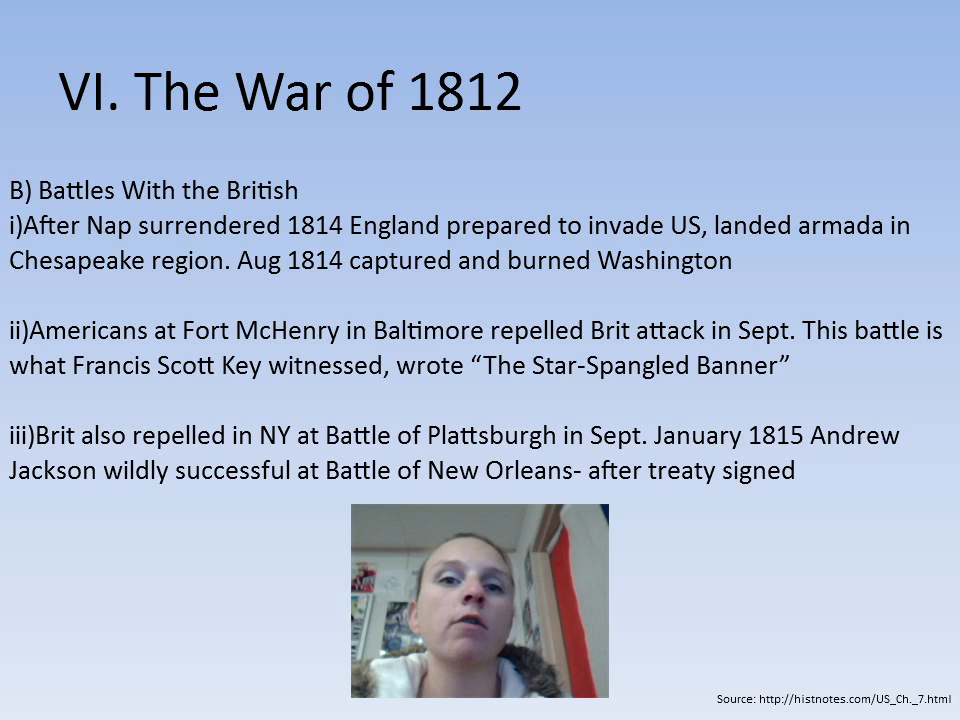 VI. The War of 1812
B) Battles With the British
i)After Nap surrendered 1814 England prepared to invade US, landed armada in
Chesapeake region. Aug 1814 captured and burned Washington
ii)Americans at Fort McHenry in Baltimore repelled Brit attack in Sept. This battle is
what Francis Scott Key witnessed, wrote “The Star-Spangled Banner”
iii)Brit also repelled in NY at Battle of Plattsburgh in Sept. January 1815 Andrew
Jackson wildly successful at Battle of New Orleans- after treaty signed
Source: http://histnotes.com/US_Ch._7.html